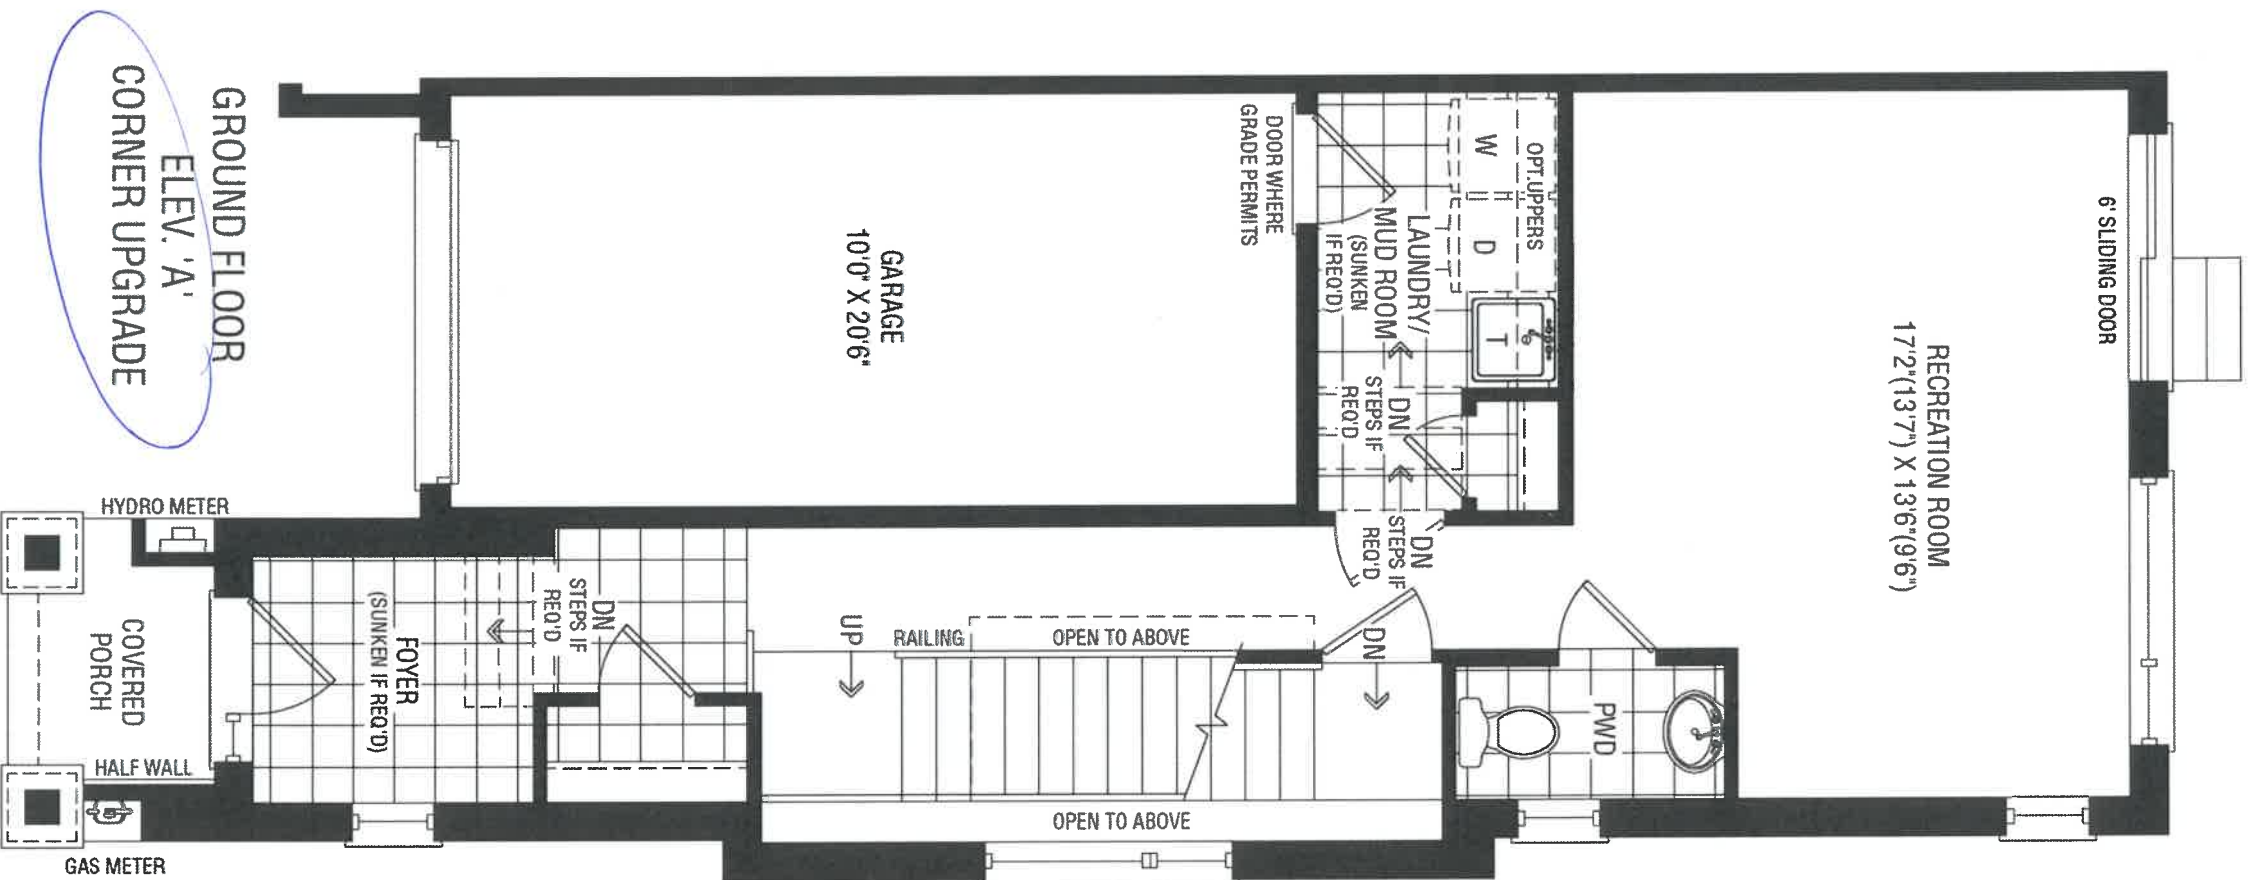 GROUND FLOOR
ELEV. 'A'
CORNER UPGRADE
HYDRO METER
COVERED
PORCH
HALF WALL
GAS METER
FOYER
(SUNKEN IF REQ'D)
DN
STEPS IF
REQ'D
GARAGE
10'0" X 20'6"
DOOR WHERE
GRADE PERMITS
OPT.UPPERS
W
D
T
LAUNDRY/
MUD ROOM
(SUNKEN
IF REQ'D)
DN
STEPS IF
REQ'D
DN
STEPS IF
REQ'D
UP
RAILING
OPEN TO ABOVE
DN
OPEN TO ABOVE
PWD
RECREATION ROOM
17'2"(13'7") X 13'6"(9'6")
6' SLIDING DOOR